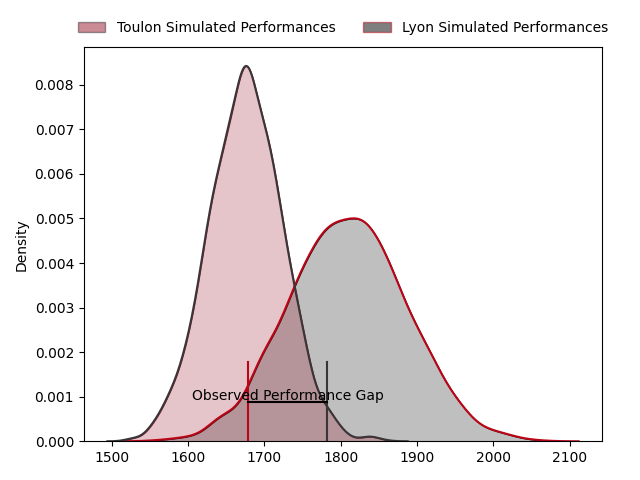 Toulon Simulated Performances
Lyon Simulated Performances
0.008
0.007
0.006
0.005
0.004
0.003
0.002
0.001
0.000
Density
Observed Performance Gap
1500 1600 1700 1800 1900 2000 2100